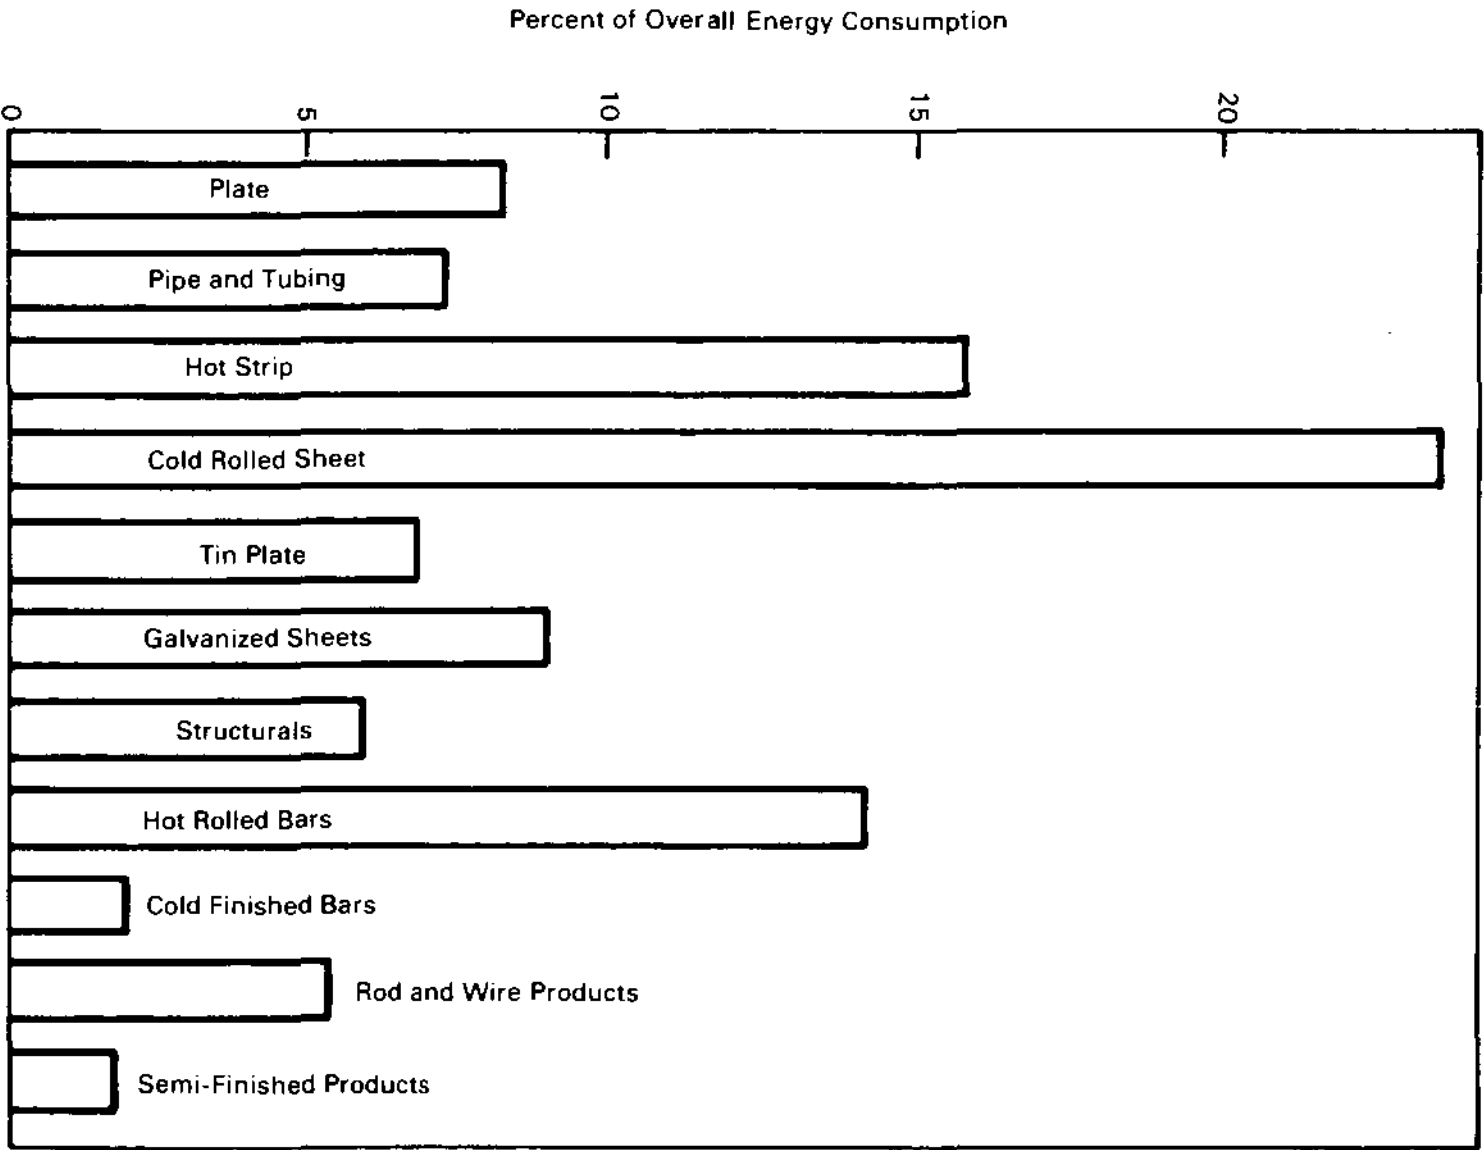 Percent of Overall Energy Consumption
0 5 10 15 20
Plate
Pipe and Tubing
Hot Strip
Cold Rolled Sheet
Tin Plate
Galvanized Sheets
Structurals
Hot Rolled Bars
Cold Finished Bars
Rod and Wire Products
Semi-Finished Products